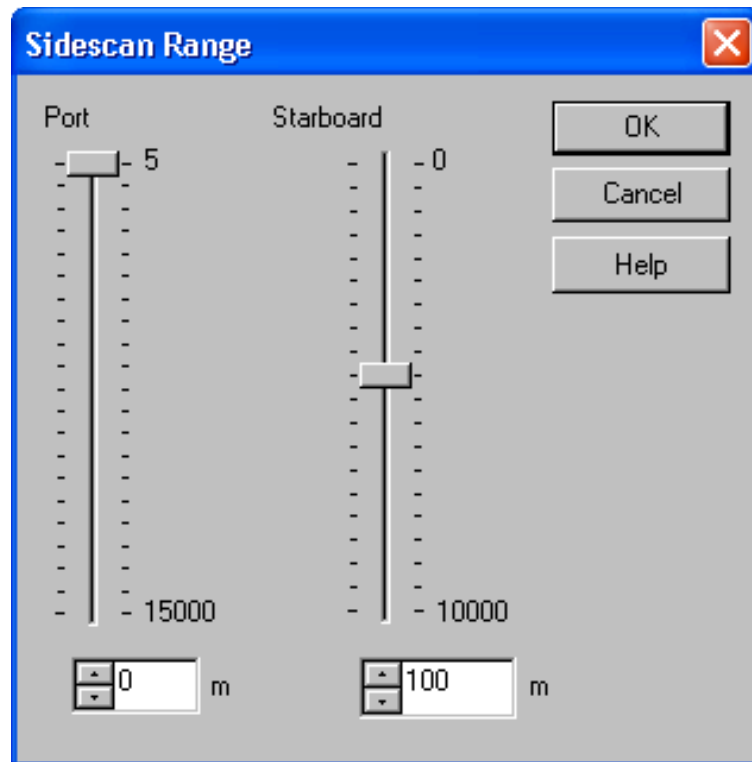 Sidescan Range
Port
Starboard
OK
5
0
Cancel
Help
15000
10000
0 m
100 m